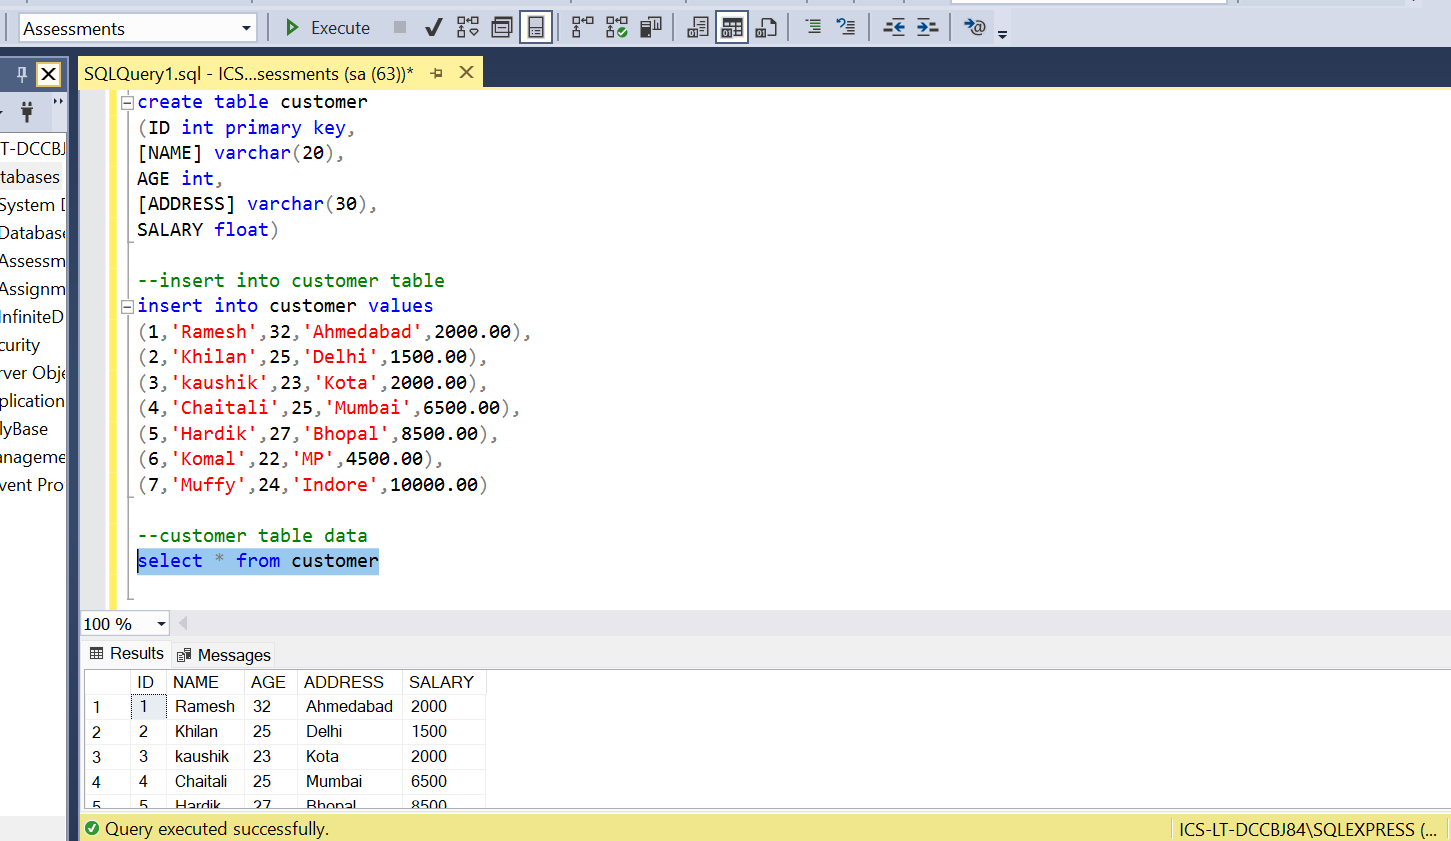 Assessments Execute
SQLQuery1.sql - ICS...sessments (sa (63))*
create table customer
(ID int primary key,
[NAME] varchar(20),
AGE int,
[ADDRESS] varchar(30),
SALARY float)
--insert into customer table
insert into customer values
(1,'Ramesh',32,'Ahmedabad',2000.00),
(2,'Khilan',25,'Delhi',1500.00),
(3,'kaushik',23,'Kota',2000.00),
(4,'Chaitali',25,'Mumbai',6500.00),
(5,'Hardik',27,'Bhopal',8500.00),
(6,'Komal',22,'MP',4500.00),
(7,'Muffy',24,'Indore',10000.00)
--customer table data
select * from customer
T-DCCBJ
tabases
System D
Database
Assessm
Assignm
InfiniteD
curity
rver Obje
plication
lyBase
anageme
vent Pro
100 %
Results Messages
ID NAME AGE ADDRESS SALARY
1 1 Ramesh 32 Ahmedabad 2000
2 2 Khilan 25 Delhi 1500
3 3 kaushik 23 Kota 2000
4 4 Chaitali 25 Mumbai 6500
5 5 Hardik 27 Bhopal 8500
Query executed successfully. ICS-LT-DCCBJ84\SQLEXPRESS (...